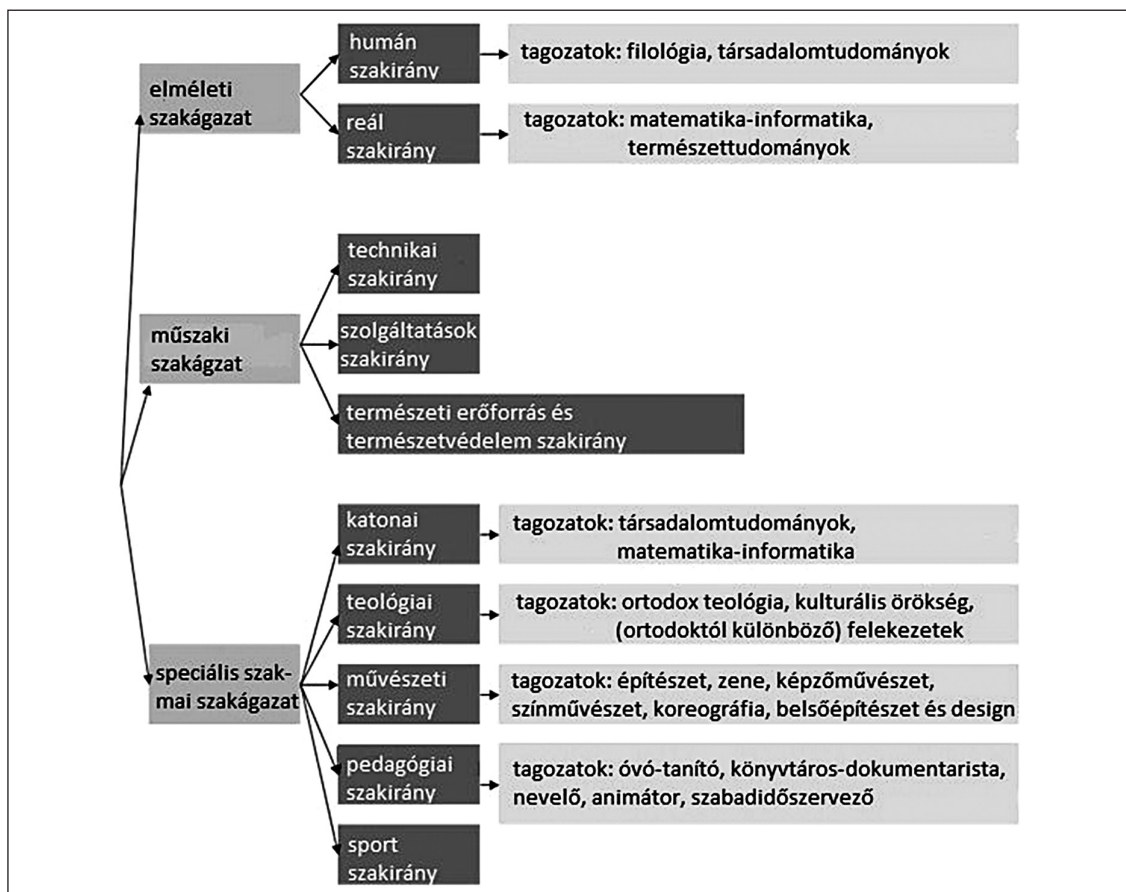 elméleti
szakágazat
humán
szakirány
tagozatok: filológia, társadalomtudományok
reál
szakirány
tagozatok: matematika-informatika,
természettudományok
műszaki
szakágzat
technikai
szakirány
szolgáltatások
szakirány
természeti erőforrás és
természetvédelem szakirány
speciális szak-
mai szakágazat
katonai
szakirány
tagozatok: társadalomtudományok,
matematika-informatika
teológiai
szakirány
tagozatok: ortodox teológia, kulturális örökség,
(ortodoktól különböző) felekezetek
művészeti
szakirány
tagozatok: építészet, zene, képzőművészet,
színművészet, koreográfia, belsőépítészet és design
pedagógiai
szakirány
tagozatok: óvó-tanító, könyvtáros-dokumentarista,
nevelő, animátor, szabadidőszervező
sport
szakirány